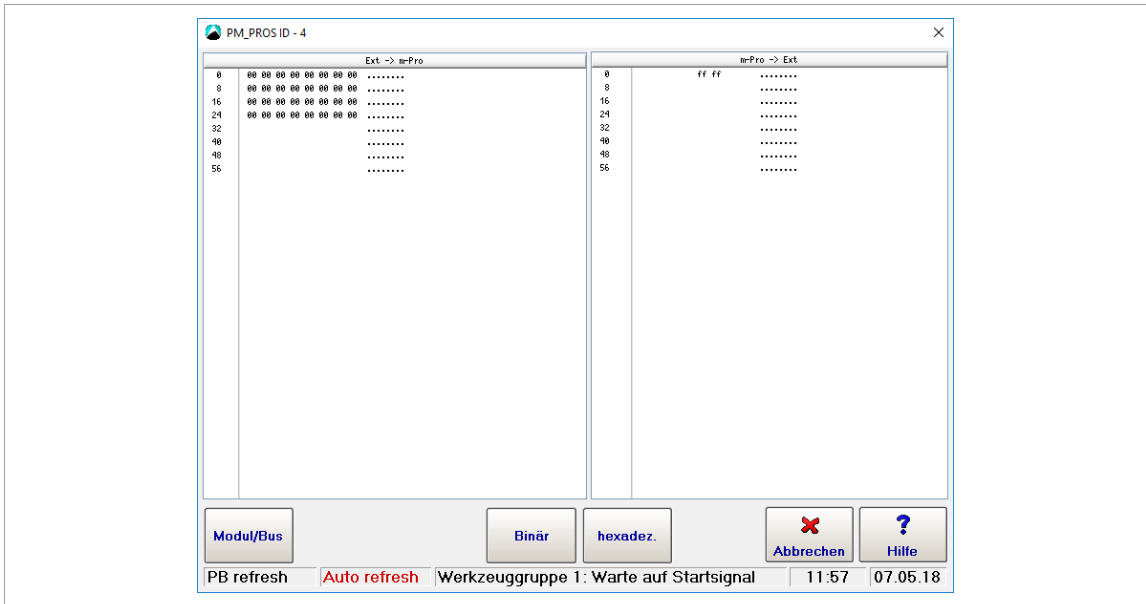 PM_PROS ID - 4
Ext -> m-Pro
0 00 00 00 00 00 00 00 00 ........
8 00 00 00 00 00 00 00 00 ........
16 00 00 00 00 00 00 00 00 ........
24 00 00 00 00 00 00 00 00 ........
32 ........
40 ........
48 ........
56 ........
m-Pro -> Ext
0 ff ff ........
8 ........
16 ........
24 ........
32 ........
40 ........
48 ........
56 ........
Modul/Bus Binär hexadez. Abbrechen ? Hilfe
PB refresh Auto refresh Werkzeuggruppe 1: Warte auf Startsignal 11:57 07.05.18